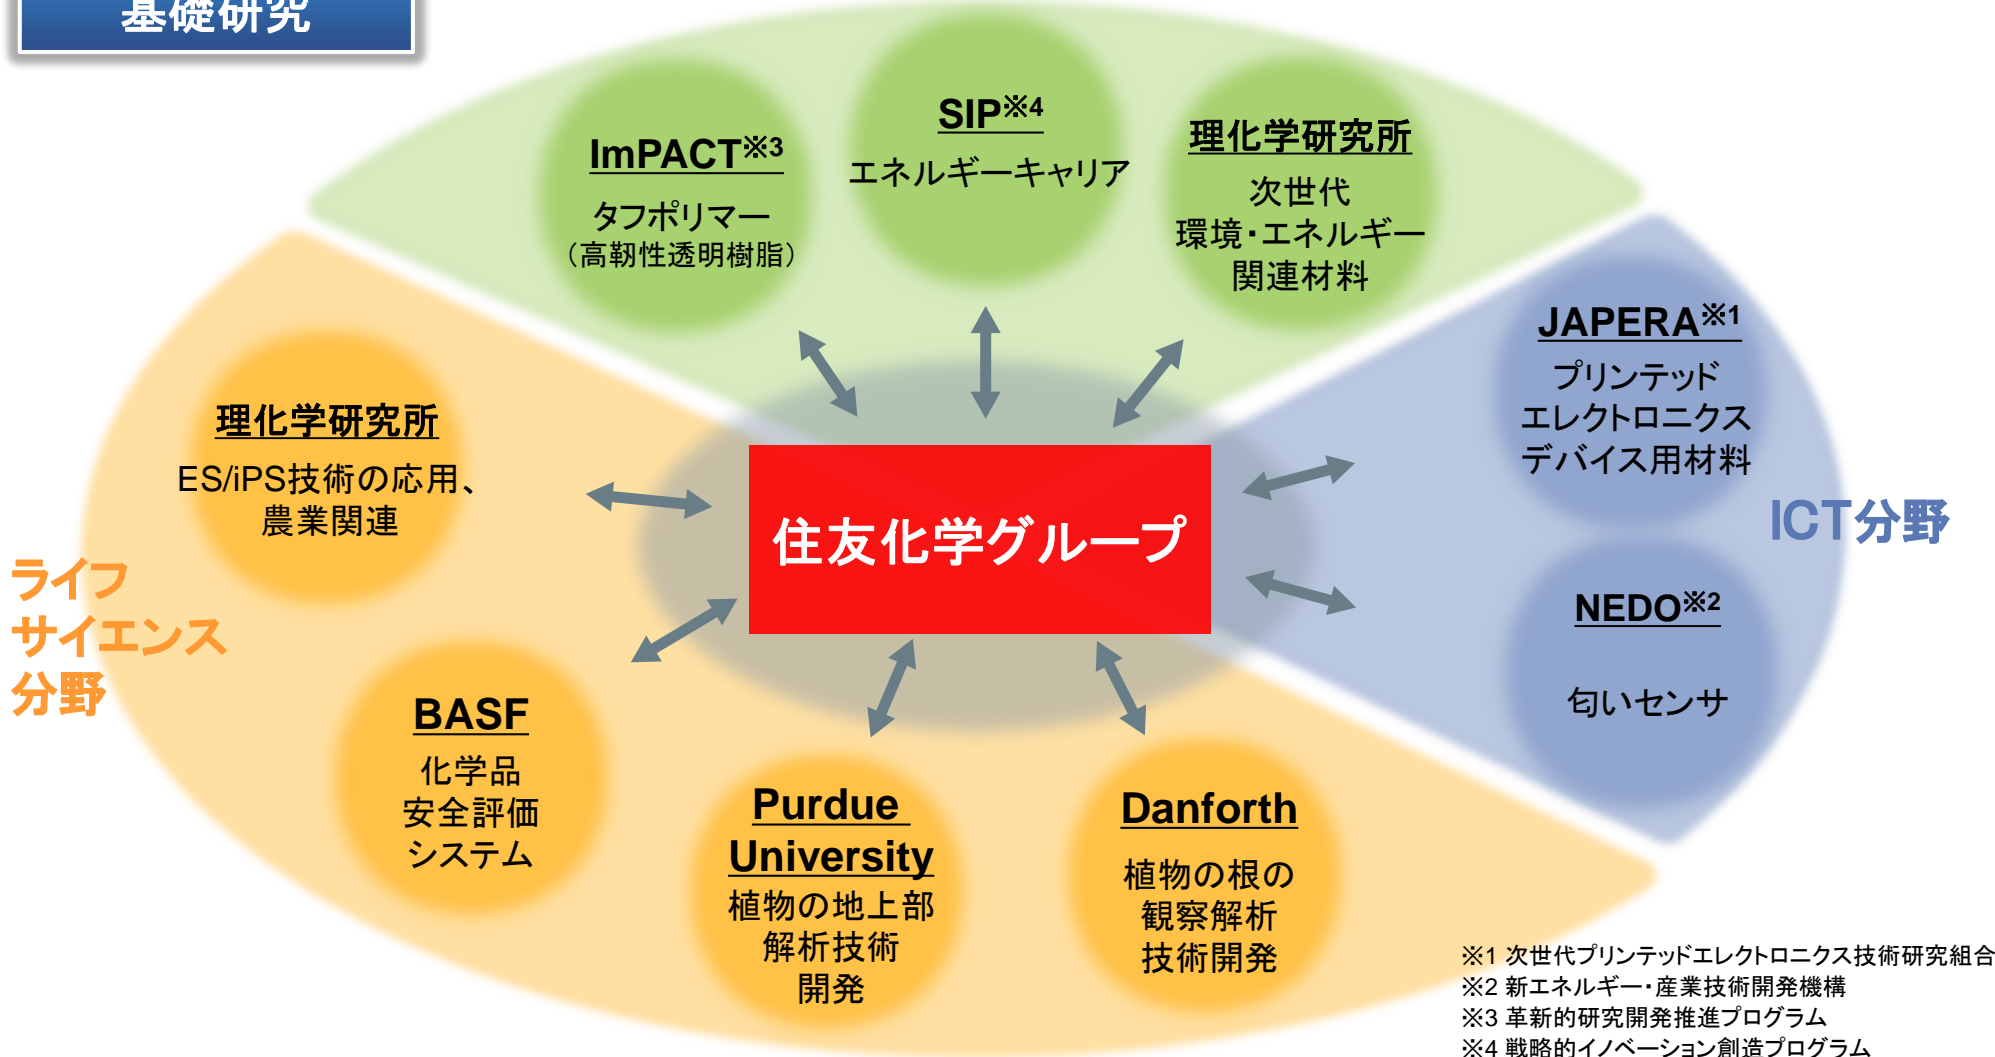 基礎研究
SIP※4
エネルギーキャリア
ImPACT※3
タフポリマー
（高靭性透明樹脂）
理化学研究所
次世代
環境・エネルギー
関連材料
JAPERA※1
プリンテッド
エレクトロニクス
デバイス用材料
ICT分野
NEDO※2
匂いセンサ
理化学研究所
ES/iPS技術の応用、
農業関連
住友化学グループ
ライフ
サイエンス
分野
BASF
化学品
安全評価
システム
Purdue
University
植物の地上部
解析技術
開発
Danforth
植物の根の
観察解析
技術開発
※1 次世代プリンテッドエレクトロニクス技術研究組合
※2 新エネルギー・産業技術開発機構
※3 革新的研究開発推進プログラム
※4 戦略的イノベーション創造プログラム